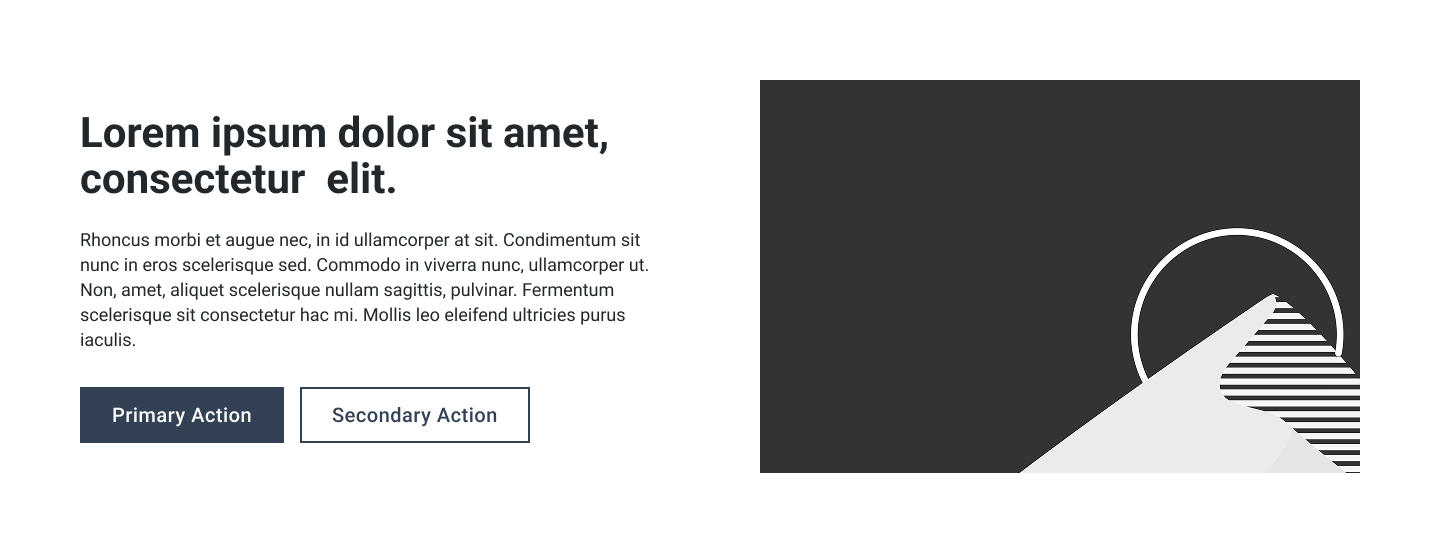 Lorem ipsum dolor sit amet,
consectetur  elit.
Rhoncus morbi et augue nec, in id ullamcorper at sit. Condimentum sit
nunc in eros scelerisque sed. Commodo in viverra nunc, ullamcorper ut.
Non, amet, aliquet scelerisque nullam sagittis, pulvinar. Fermentum
scelerisque sit consectetur hac mi. Mollis leo eleifend ultricies purus
iaculis.
Primary Action
Secondary Action